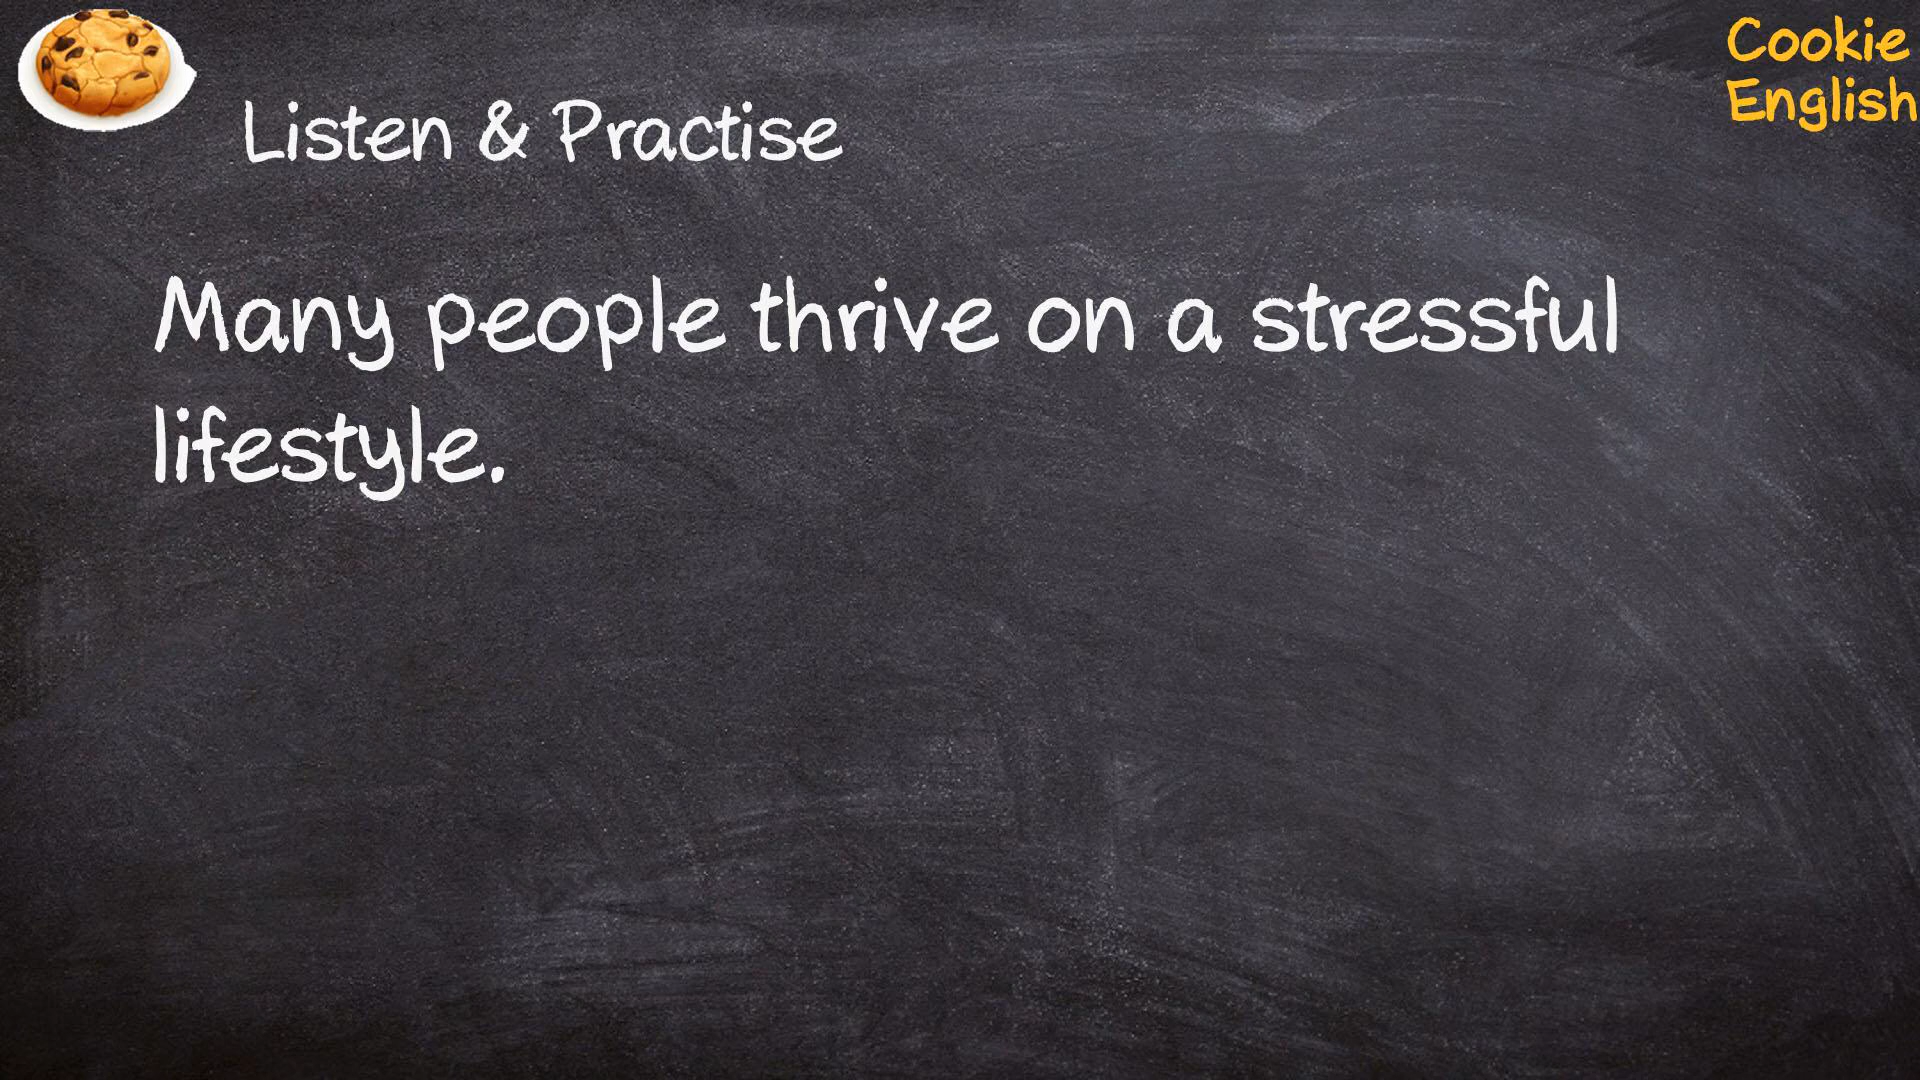 Cookie
English
Listen & Practise
Many people thrive on a stressful
lifestyle.